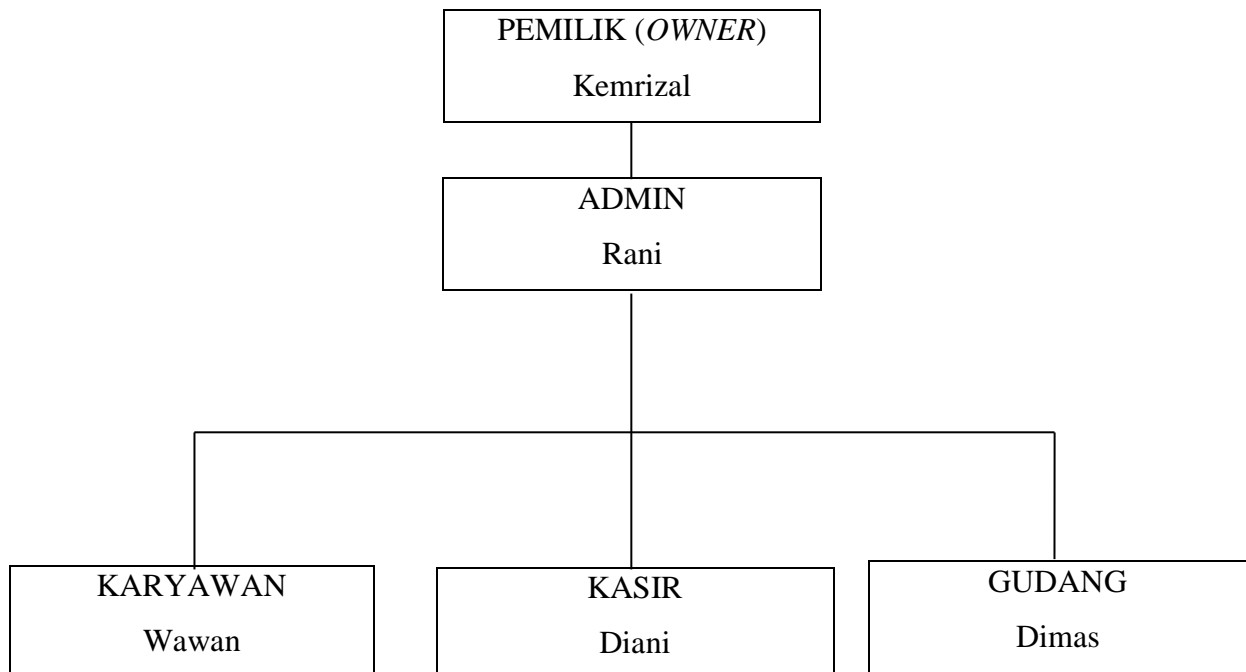 PEMILIK (OWNER)
Kemrizal
ADMIN
Rani
KARYAWAN
Wawan
KASIR
Diani
GUDANG
Dimas